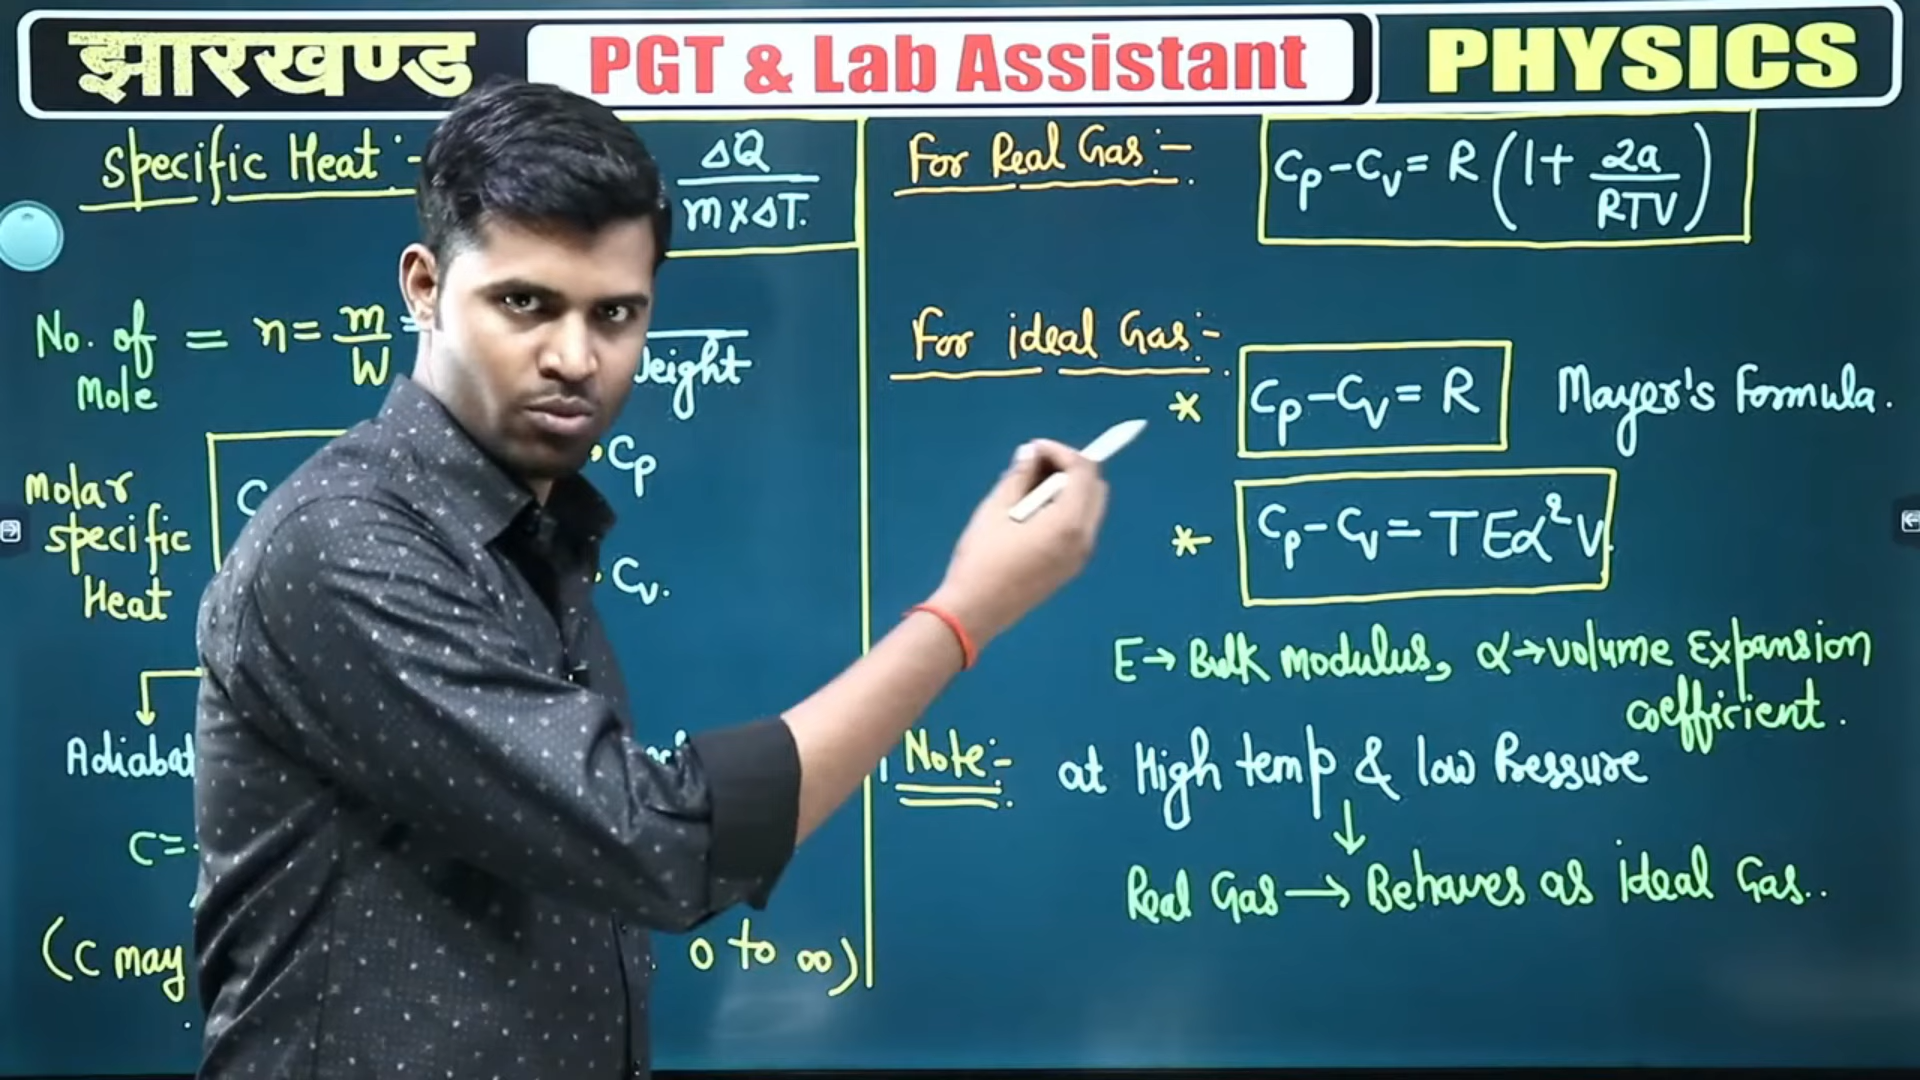 झारखण्ड PGT & Lab Assistant PHYSICS
Specific Heat :-
ΔQ
m×ΔT.
No. of Mole = n = m/W =
eight
Cp
Cv.
Molar
specific
Heat
C
Adiabat
C=
(C may
0 to ∞)
For Real Gas :-
Cp-Cv = R(1+ 2a/RTV)
For ideal Gas:-
* Cp-Cv = R Mayer's Formula.
* Cp-Cv = TEα²V
E→ Bulk modulus, α→volume Expansion
coefficient.
Note:- at High temp & low Pressure
↓
Real Gas → Behaves as ideal Gas..